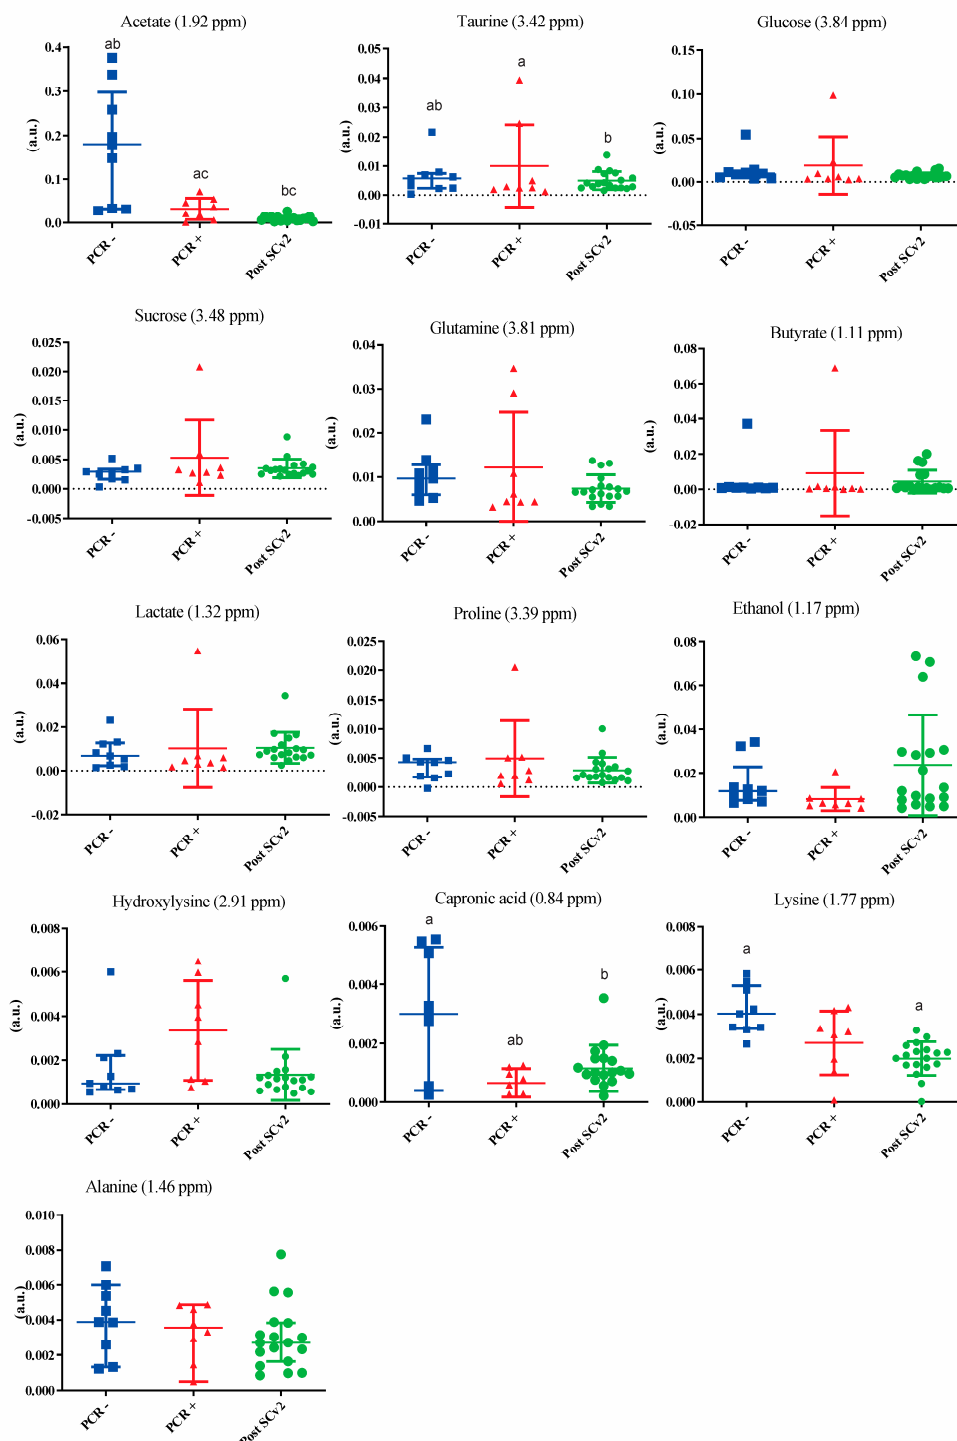 Acetate (1.92 ppm)
ab
0.4
0.3
0.2
0.1
0.0
(a.u.)
ac
bc
PCR -
PCR +
Post SCv2
Taurine (3.42 ppm)
0.05
0.04
0.03
0.02
0.01
0.00
-0.01
(a.u.)
ab
a
b
PCR -
PCR +
Post SCv2
Glucose (3.84 ppm)
0.15
0.10
0.05
0.00
-0.05
(a.u.)
PCR -
PCR +
Post SCv2
Sucrose (3.48 ppm)
0.025
0.020
0.015
0.010
0.005
0.000
-0.005
(a.u.)
PCR -
PCR +
Post SCv2
Glutamine (3.81 ppm)
0.04
0.03
0.02
0.01
0.00
(a.u.)
PCR -
PCR +
Post SCv2
Butyrate (1.11 ppm)
0.08
0.06
0.04
0.02
0.00
-0.02
(a.u.)
PCR -
PCR +
Post SCv2
Lactate (1.32 ppm)
0.06
0.04
0.02
0.00
-0.02
(a.u.)
PCR -
PCR +
Post SCv2
Proline (3.39 ppm)
0.025
0.020
0.015
0.010
0.005
0.000
-0.005
(a.u.)
PCR -
PCR +
Post SCv2
Ethanol (1.17 ppm)
0.08
0.06
0.04
0.02
0.00
(a.u.)
PCR -
PCR +
Post SCv2
Hydroxylysine (2.91 ppm)
0.008
0.006
0.004
0.002
0.000
(a.u.)
PCR -
PCR +
Post SCv2
Capronic acid (0.84 ppm)
a
0.006
0.004
0.002
0.000
(a.u.)
ab
b
PCR -
PCR +
Post SCv2
Lysine (1.77 ppm)
0.008
0.006
0.004
0.002
0.000
(a.u.)
a
a
PCR -
PCR +
Post SCv2
Alanine (1.46 ppm)
0.010
0.008
0.006
0.004
0.002
0.000
(a.u.)
PCR -
PCR +
Post SCv2